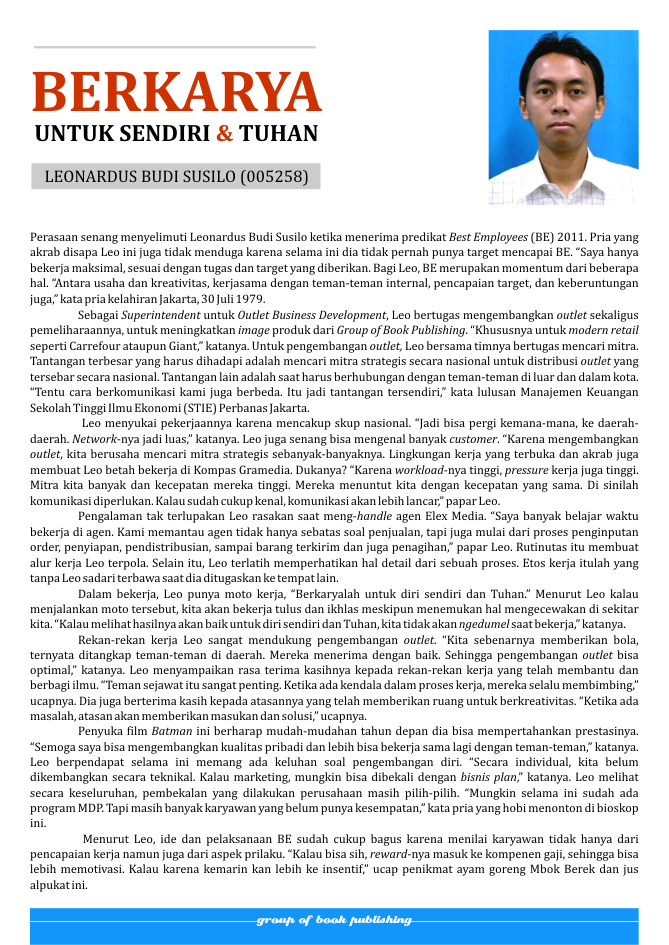 BERKARYA
UNTUK SENDIRI & TUHAN
LEONARDUS BUDI SUSILO (005258)
Perasaan senang menyelimuti Leonardus Budi Susilo ketika menerima predikat Best Employees (BE) 2011. Pria yang
akrab disapa Leo ini juga tidak menduga karena selama ini dia tidak pernah punya target mencapai BE. “Saya hanya
bekerja maksimal, sesuai dengan tugas dan target yang diberikan. Bagi Leo, BE merupakan momentum dari beberapa
hal. “Antara usaha dan kreativitas, kerjasama dengan teman-teman internal, pencapaian target, dan keberuntungan
juga,” kata pria kelahiran Jakarta, 30 Juli 1979.
Sebagai Superintendent untuk Outlet Business Development, Leo bertugas mengembangkan outlet sekaligus
pemeliharaannya, untuk meningkatkan image produk dari Group of Book Publishing. “Khususnya untuk modern retail
seperti Carrefour ataupun Giant,” katanya. Untuk pengembangan outlet, Leo bersama timnya bertugas mencari mitra.
Tantangan terbesar yang harus dihadapi adalah mencari mitra strategis secara nasional untuk distribusi outlet yang
tersebar secara nasional. Tantangan lain adalah saat harus berhubungan dengan teman-teman di luar dan dalam kota.
“Tentu cara berkomunikasi kami juga berbeda. Itu jadi tantangan tersendiri,” kata lulusan Manajemen Keuangan
Sekolah Tinggi Ilmu Ekonomi (STIE) Perbanas Jakarta.
Leo menyukai pekerjaannya karena mencakup skup nasional. “Jadi bisa pergi kemana-mana, ke daerah-
daerah. Network-nya jadi luas,” katanya. Leo juga senang bisa mengenal banyak customer. “Karena mengembangkan
outlet, kita berusaha mencari mitra strategis sebanyak-banyaknya. Lingkungan kerja yang terbuka dan akrab juga
membuat Leo betah bekerja di Kompas Gramedia. Dukanya? “Karena workload-nya tinggi, pressure kerja juga tinggi.
Mitra kita banyak dan kecepatan mereka tinggi. Mereka menuntut kita dengan kecepatan yang sama. Di sinilah
komunikasi diperlukan. Kalau sudah cukup kenal, komunikasi akan lebih lancar,” papar Leo.
Pengalaman tak terlupakan Leo rasakan saat meng-handle agen Elex Media. “Saya banyak belajar waktu
bekerja di agen. Kami memantau agen tidak hanya sebatas soal penjualan, tapi juga mulai dari proses penginputan
order, penyiapan, pendistribusian, sampai barang terkirim dan juga penagihan,” papar Leo. Rutinutas itu membuat
alur kerja Leo terpola. Selain itu, Leo terlatih memperhatikan hal detail dari sebuah proses. Etos kerja itulah yang
tanpa Leo sadari terbawa saat dia ditugaskan ke tempat lain.
Dalam bekerja, Leo punya moto kerja, “Berkaryalah untuk diri sendiri dan Tuhan.” Menurut Leo kalau
menjalankan moto tersebut, kita akan bekerja tulus dan ikhlas meskipun menemukan hal mengecewakan di sekitar
kita. “Kalau melihat hasilnya akan baik untuk diri sendiri dan Tuhan, kita tidak akan ngedumel saat bekerja,” katanya.
Rekan-rekan kerja Leo sangat mendukung pengembangan outlet. “Kita sebenarnya memberikan bola,
ternyata ditangkap teman-teman di daerah. Mereka menerima dengan baik. Sehingga pengembangan outlet bisa
optimal,” katanya. Leo menyampaikan rasa terima kasihnya kepada rekan-rekan kerja yang telah membantu dan
berbagi ilmu. “Teman sejawat itu sangat penting. Ketika ada kendala dalam proses kerja, mereka selalu membimbing,”
ucapnya. Dia juga berterima kasih kepada atasannya yang telah memberikan ruang untuk berkreativitas. “Ketika ada
masalah, atasan akan memberikan masukan dan solusi,” ucapnya.
Penyuka film Batman ini berharap mudah-mudahan tahun depan dia bisa mempertahankan prestasinya.
“Semoga saya bisa mengembangkan kualitas pribadi dan lebih bisa bekerja sama lagi dengan teman-teman,” katanya.
Leo berpendapat selama ini memang ada keluhan soal pengembangan diri. “Secara individual, kita belum
dikembangkan secara teknikal. Kalau marketing, mungkin bisa dibekali dengan bisnis plan,” katanya. Leo melihat
secara keseluruhan, pembekalan yang dilakukan perusahaan masih pilih-pilih. “Mungkin selama ini sudah ada
program MDP. Tapi masih banyak karyawan yang belum punya kesempatan,” kata pria yang hobi menonton di bioskop
ini.
Menurut Leo, ide dan pelaksanaan BE sudah cukup bagus karena menilai karyawan tidak hanya dari
pencapaian kerja namun juga dari aspek prilaku. “Kalau bisa sih, reward-nya masuk ke kompenen gaji, sehingga bisa
lebih memotivasi. Kalau karena kemarin kan lebih ke insentif,” ucap penikmat ayam goreng Mbok Berek dan jus
alpukat ini.
group of book publishing